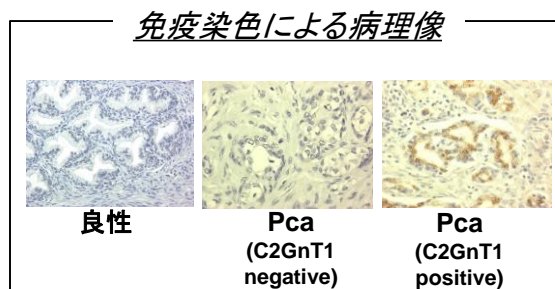 免疫染色による病理像
良性
Pca
(C2GnT1
negative)
Pca
(C2GnT1
positive)